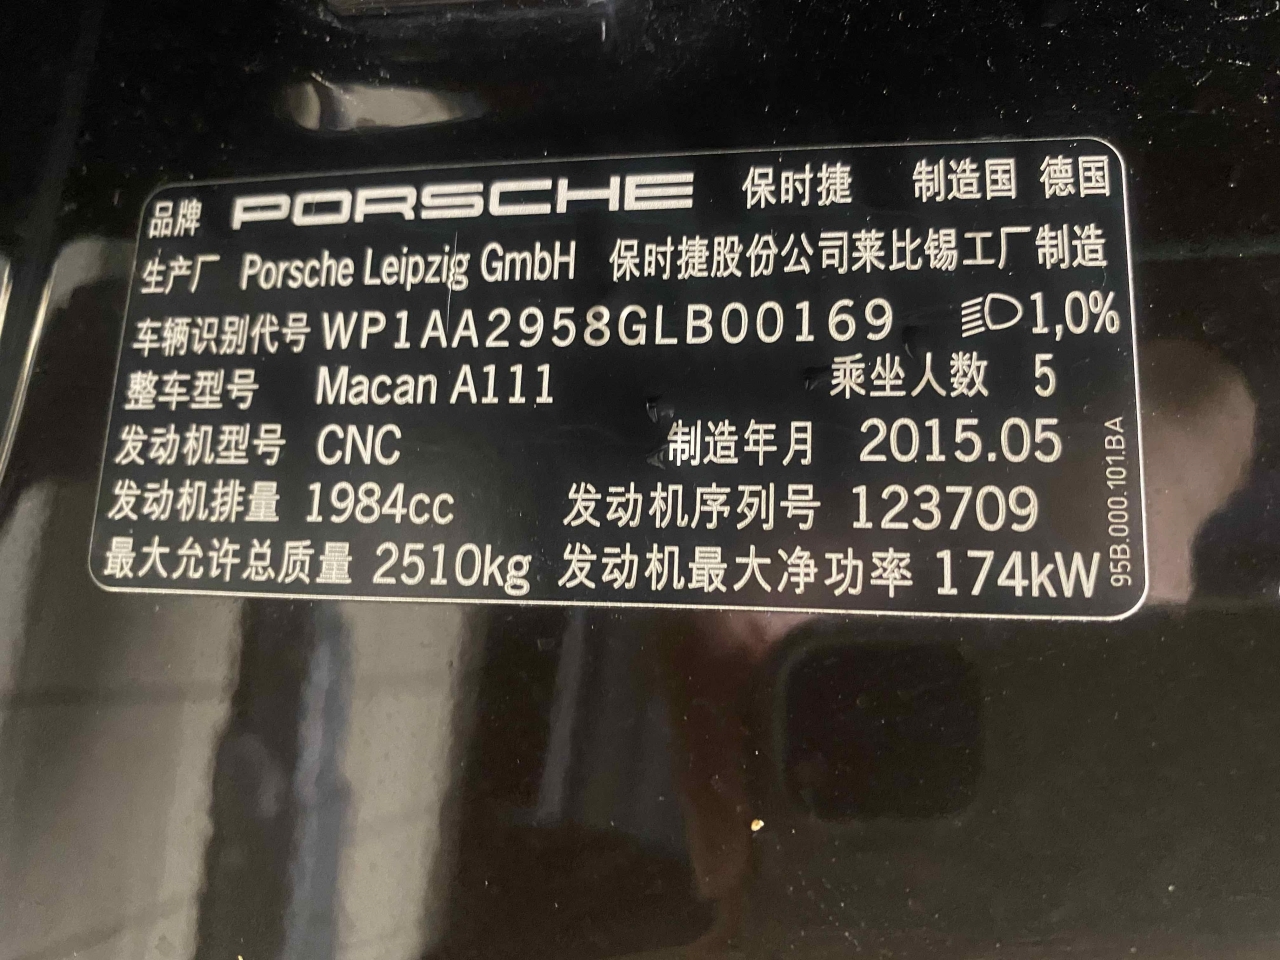 品牌 PORSCHE 保时捷 制造国 德国
生产厂 Porsche Leipzig GmbH 保时捷股份公司莱比锡工厂制造
车辆识别代号 WP1AA2958GLB00169 1,0%
整车型号 Macan A111 乘坐人数 5
发动机型号 CNC 制造年月 2015.05
发动机排量 1984cc 发动机序列号 123709
最大允许总质量 2510kg 发动机最大净功率 174kW
95B.000.101.BA